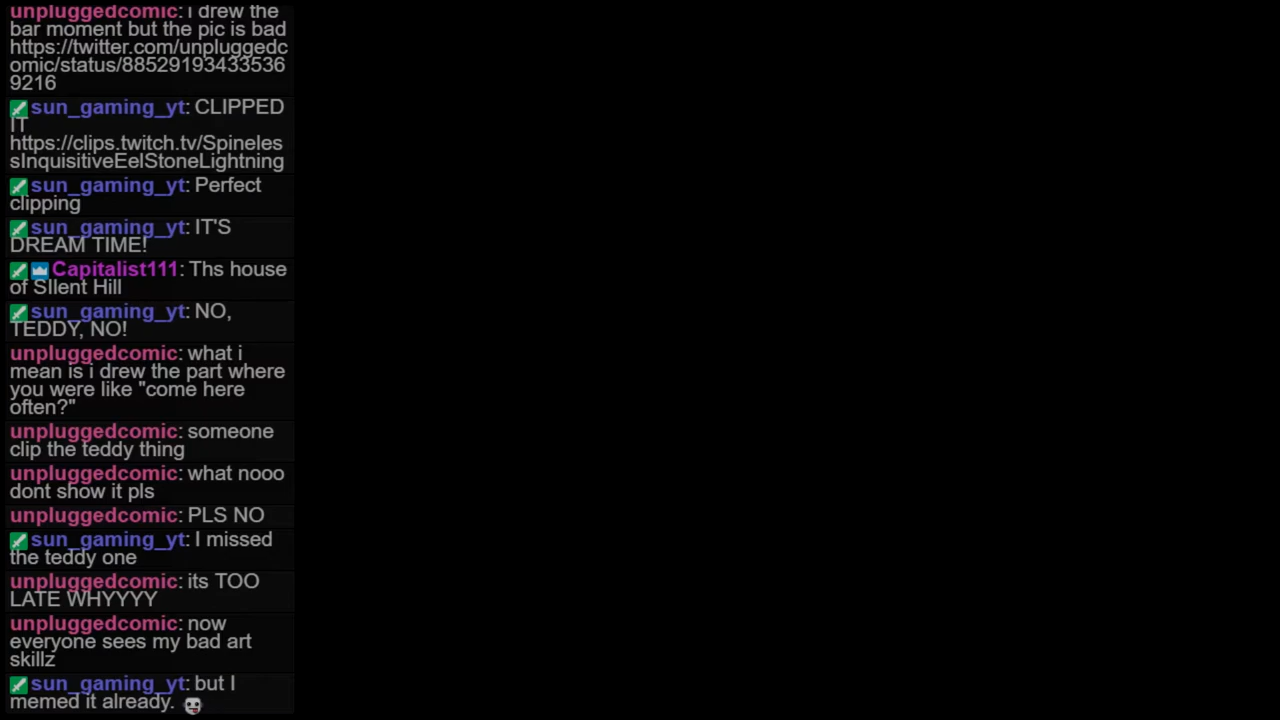 unpluggedcomic: i drew the
bar moment but the pic is bad
https://twitter.com/unpluggedc
omic/status/88529193433536
9216
sun_gaming_yt: CLIPPED
IT
https://clips.twitch.tv/Spineles
sInquisitiveEelStoneLightning
sun_gaming_yt: Perfect
clipping
sun_gaming_yt: IT'S
DREAM TIME!
Capitalist111: Ths house
of SIlent Hill
sun_gaming_yt: NO,
TEDDY, NO!
unpluggedcomic: what i
mean is i drew the part where
you were like "come here
often?"
unpluggedcomic: someone
clip the teddy thing
unpluggedcomic: what nooo
dont show it pls
unpluggedcomic: PLS NO
sun_gaming_yt: I missed
the teddy one
unpluggedcomic: its TOO
LATE WHYYYY
unpluggedcomic: now
everyone sees my bad art
skillz
sun_gaming_yt: but I
memed it already.